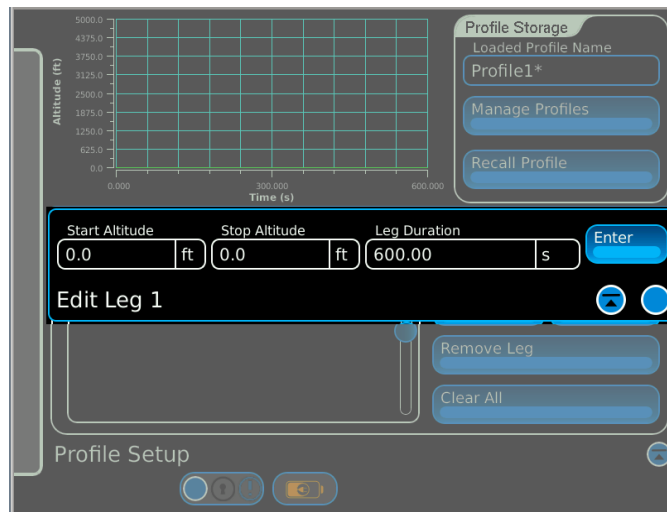 5000.0
4375.0
3750.0
3125.0
2500.0
1875.0
1250.0
625.0
0.0
Altitude (ft)
0.000 300.000 600.000
Time (s)
Profile Storage
Loaded Profile Name
Profile1*
Manage Profiles
Recall Profile
Start Altitude Stop Altitude Leg Duration
0.0 ft 0.0 ft 600.00 s
Enter
Edit Leg 1
Remove Leg
Clear All
Profile Setup